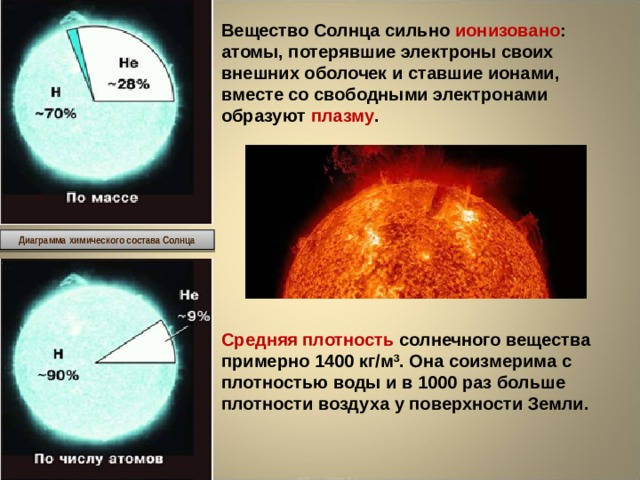 He
~28%
H
~70%
По массе
Диаграмма химического состава Солнца
He
~9%
H
~90%
По числу атомов
Вещество Солнца сильно ионизовано:
атомы, потерявшие электроны своих
внешних оболочек и ставшие ионами,
вместе со свободными электронами
образуют плазму.
Средняя плотность солнечного вещества
примерно 1400 кг/м³. Она соизмерима с
плотностью воды и в 1000 раз больше
плотности воздуха у поверхности Земли.